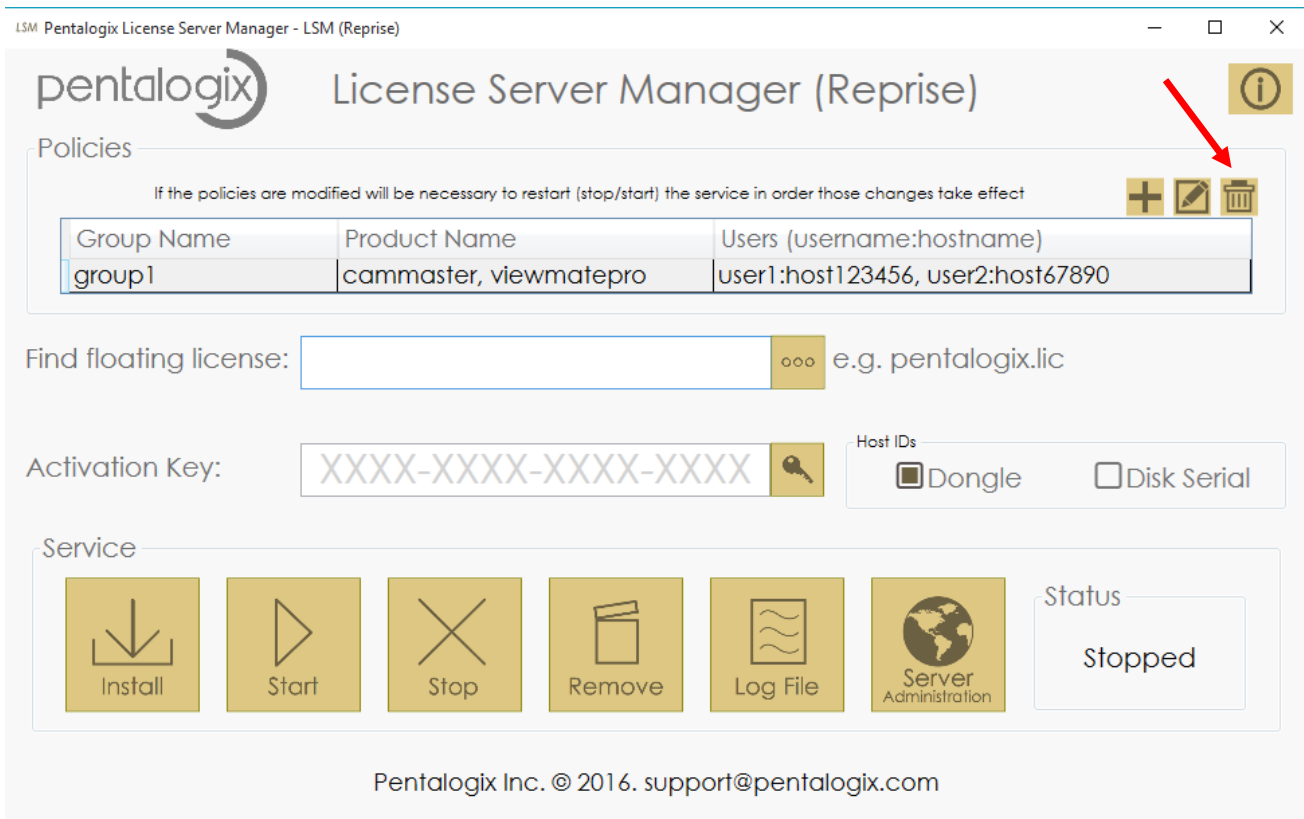 LSM Pentalogix License Server Manager - LSM (Reprise)
pentalogix License Server Manager (Reprise)
Policies
If the policies are modified will be necessary to restart (stop/start) the service in order those changes take effect
Group Name Product Name Users (username:hostname)
group1 cammaster, viewmatepro user1:host123456, user2:host67890
Find floating license: ooo e.g. pentalogix.lic
Host IDs
Activation Key: XXXX-XXXX-XXXX-XXXX Dongle Disk Serial
Service
Status
Stopped
Install Start Stop Remove Log File Server Administration
Pentalogix Inc. © 2016. support@pentalogix.com